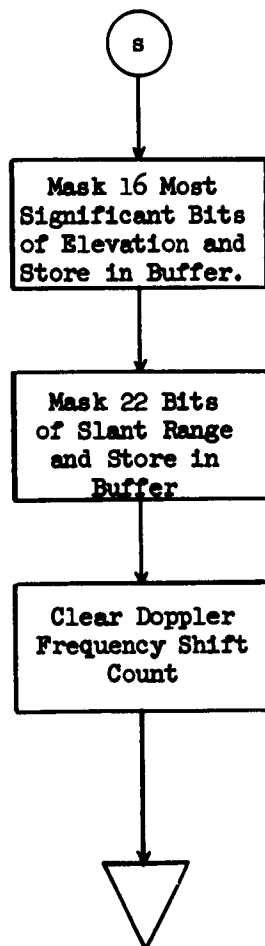 s
Mask 16 Most
Significant Bits
of Elevation and
Store in Buffer.
Mask 22 Bits
of Slant Range
and Store in
Buffer
Clear Doppler
Frequency Shift
Count